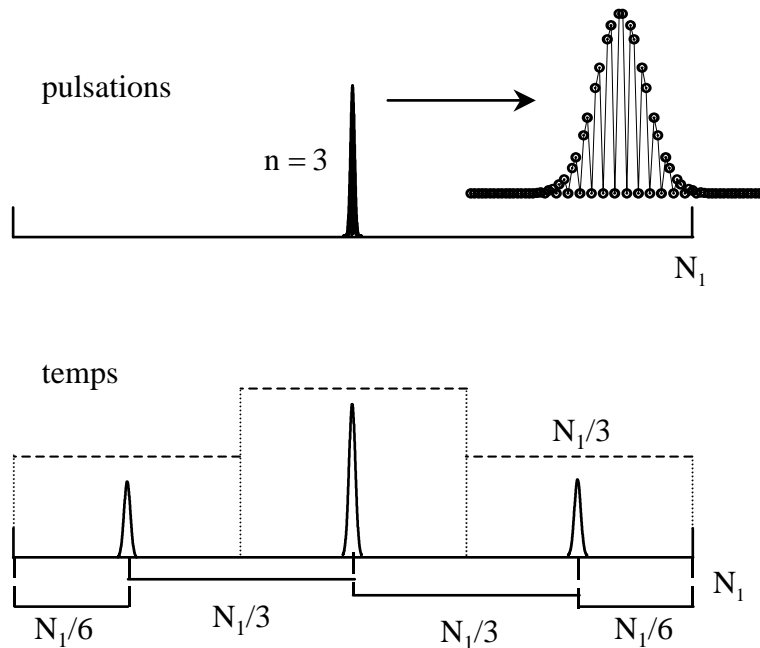 pulsations
n = 3
N₁
temps
N₁/3
N₁
N₁/6
N₁/3
N₁/3
N₁/6